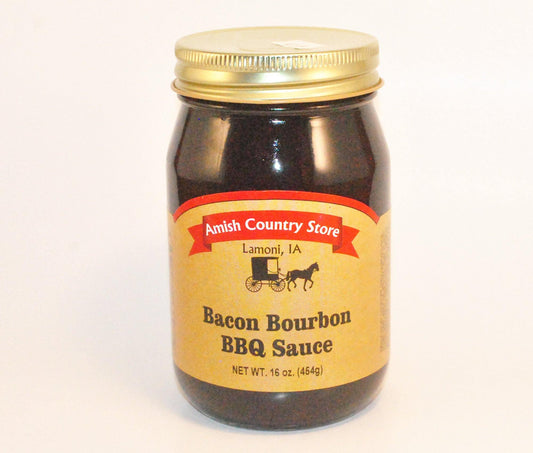 Amish Country Store
Lamoni, IA
Bacon Bourbon
BBQ Sauce
NET WT. 16 oz. (454g)